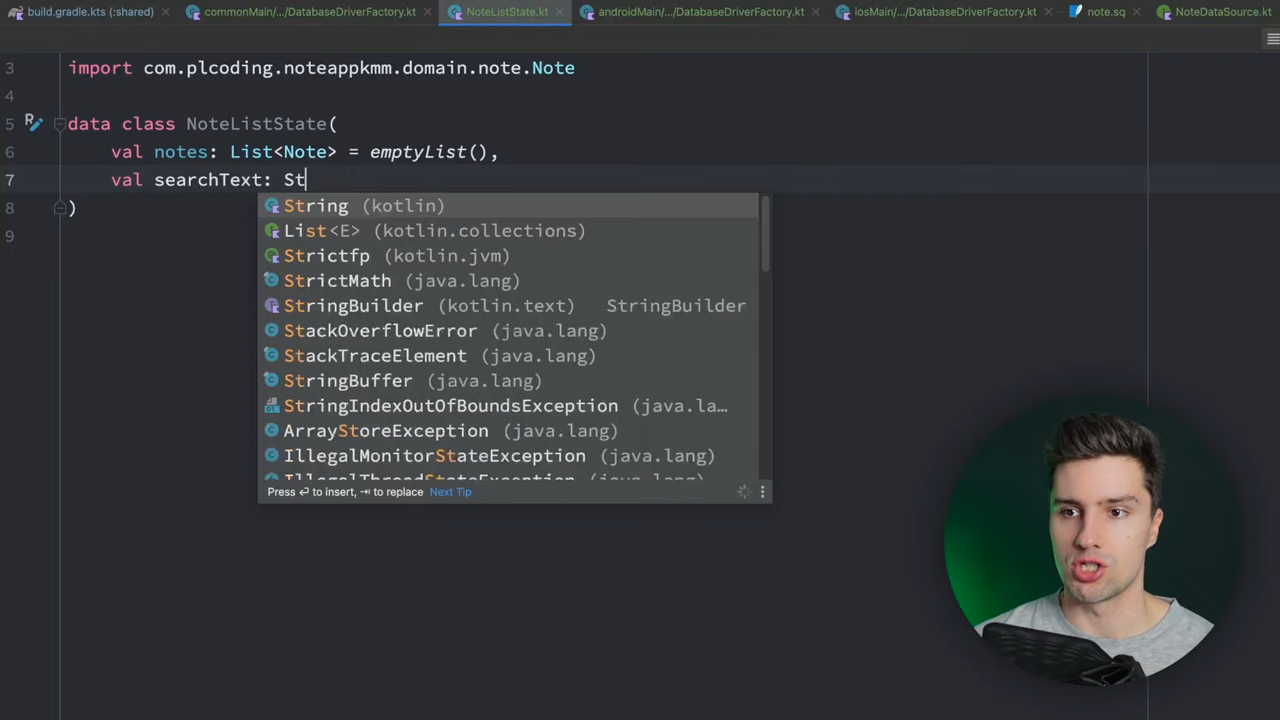 build.gradle.kts (:shared)
commonMain/.../DatabaseDriverFactory.kt
NoteListState.kt
androidMain/.../DatabaseDriverFactory.kt
iosMain/.../DatabaseDriverFactory.kt
note.sq
NoteDataSource.kt
3 import com.plcoding.noteappkmm.domain.note.Note
4
5 data class NoteListState(
6 val notes: List<Note> = emptyList(),
7 val searchText: St
8 )
9
String (kotlin)
List<E> (kotlin.collections)
Strictfp (kotlin.jvm)
StrictMath (java.lang)
StringBuilder (kotlin.text) StringBuilder
StackOverflowError (java.lang)
StackTraceElement (java.lang)
StringBuffer (java.lang)
StringIndexOutOfBoundsException (java.la...
ArrayStoreException (java.lang)
IllegalMonitorStateException (java.lang)
IllegalThreadStateException (java.lang)
Press ⏎ to insert, ⇥ to replace Next Tip